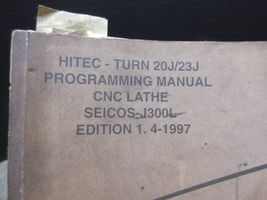 HITEC - TURN 20J/23J
PROGRAMMING MANUAL
CNC LATHE
SEICOS-J300L
EDITION 1. 4-1997